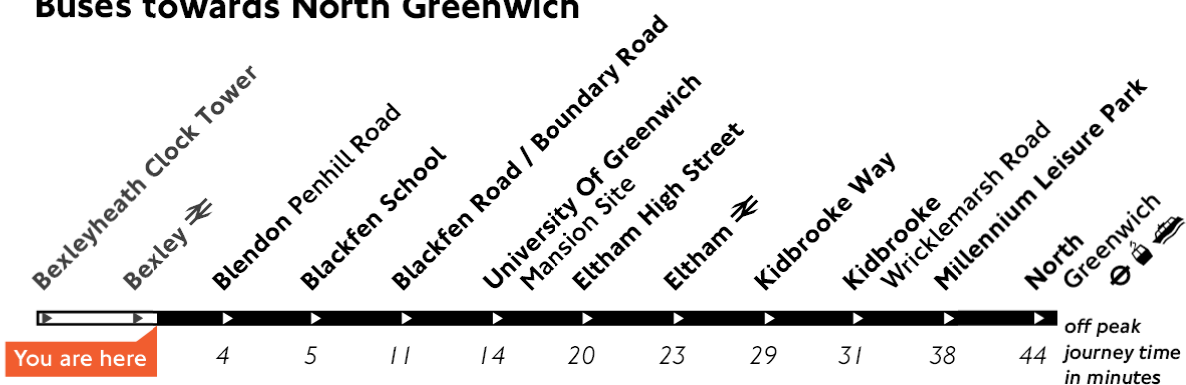 Buses towards North Greenwich
Bexleyheath Clock Tower
Bexley
Blendon Penhill Road
Blackfen School
Blackfen Road / Boundary Road
University Of Greenwich
Mansion Site
Eltham High Street
Eltham
Kidbrooke Way
Kidbrooke
Wricklemarsh Road
Millennium Leisure Park
North
Greenwich
You are here
4 5 11 14 20 23 29 31 38 44
off peak
journey time
in minutes